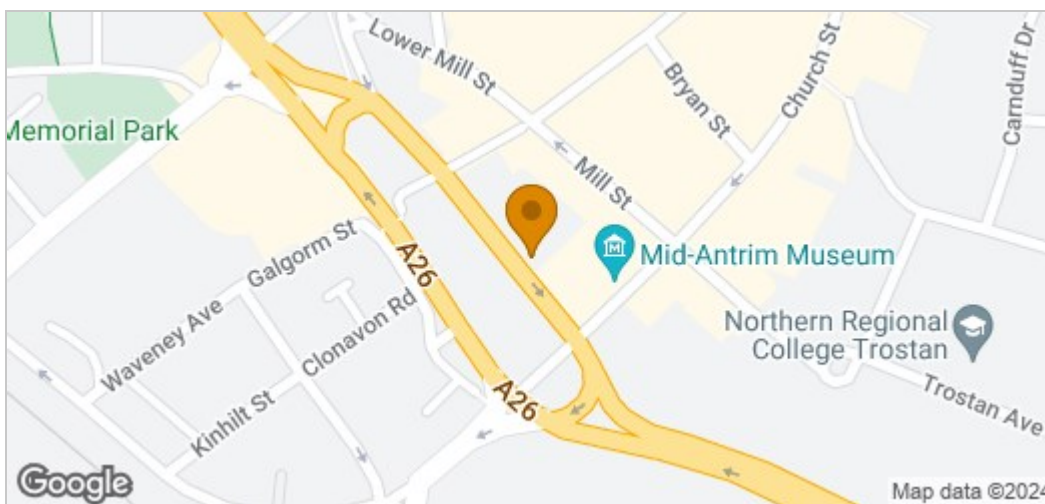 Lower Mill St
Bryan St
Church St
Carnduff Dr
Memorial Park
Mill St
Galgorm St
A26
Mid-Antrim Museum
Waveney Ave
Clonavon Rd
Northern Regional
College Trostan
Kinhilt St
A26
Trostan Ave
Google
Map data ©2024